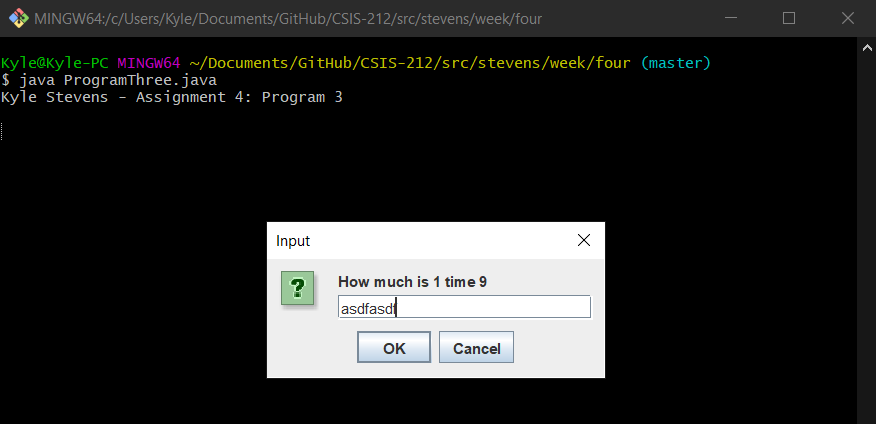 MINGW64:/c/Users/Kyle/Documents/GitHub/CSIS-212/src/stevens/week/four
Kyle@Kyle-PC MINGW64 ~/Documents/GitHub/CSIS-212/src/stevens/week/four (master)
$ java ProgramThree.java
Kyle Stevens - Assignment 4: Program 3
Input
?
How much is 1 time 9
asdfasdf
OK Cancel